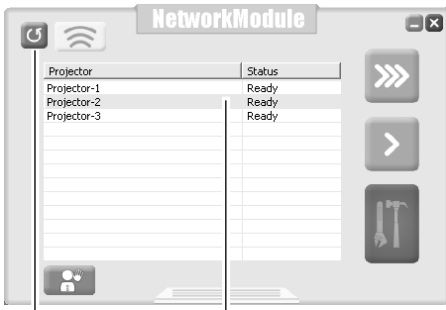 NetworkModule
Projector Status
Projector-1 Ready
Projector-2 Ready
Projector-3 Ready